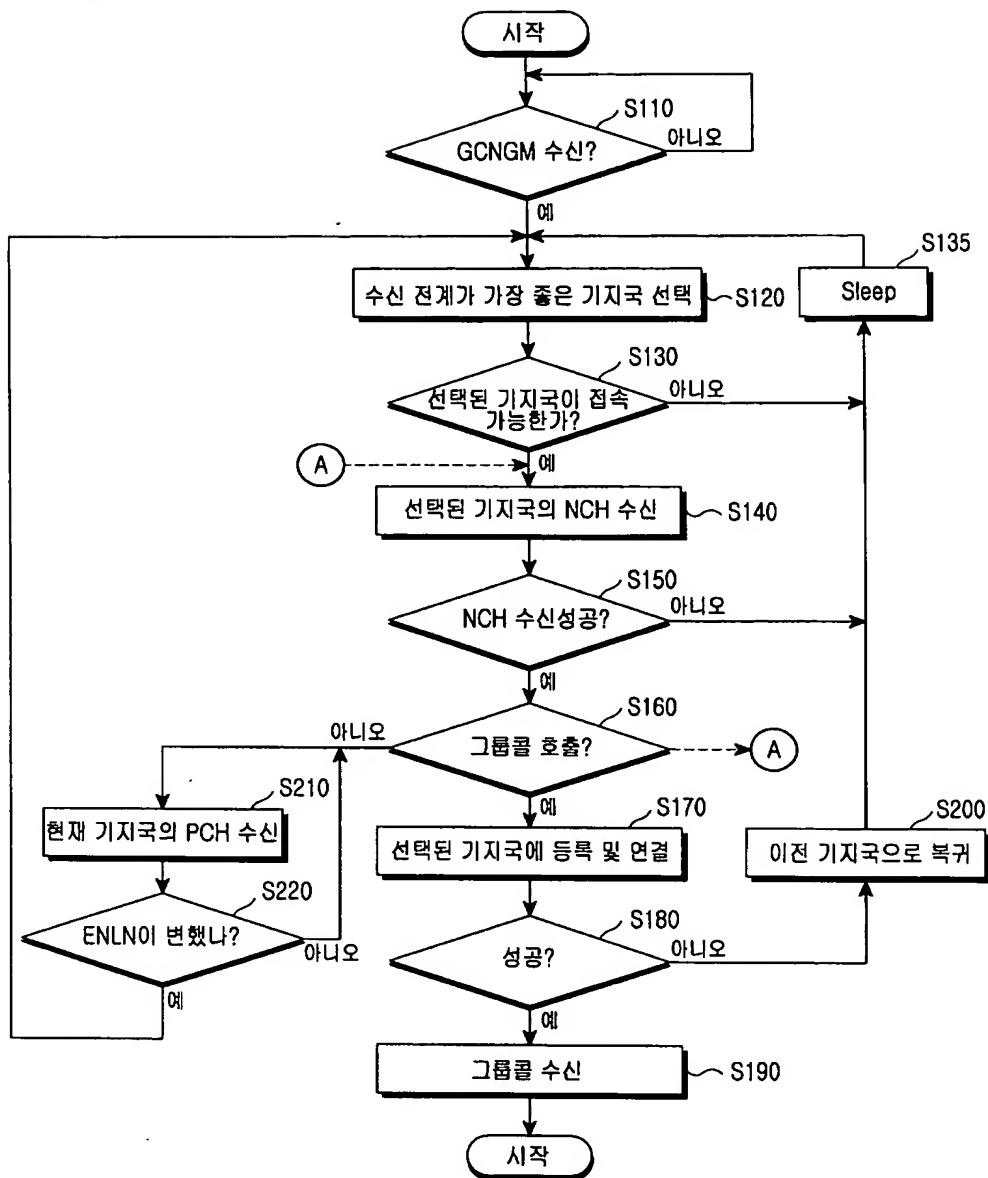 시작
S110
GCNGM 수신?
아니오
예
S135
Sleep
수신 전계가 가장 좋은 기지국 선택
S120
S130
선택된 기지국이 접속
가능한가?
아니오
A
예
선택된 기지국의 NCH 수신
S140
S150
NCH 수신성공?
아니오
예
S160
아니오
그룹콜 호출?
A
예
S210
현재 기지국의 PCH 수신
S170
선택된 기지국에 등록 및 연결
S200
이전 기지국으로 복귀
S220
ENLN이 변했나?
아니오
예
S180
성공?
아니오
예
그룹콜 수신
S190
시작